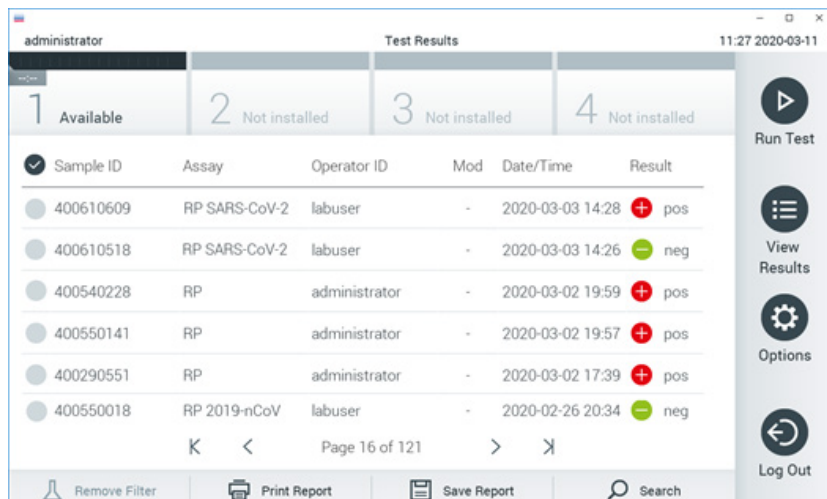 administrator Test Results 11:27 2020-03-11
--:--
1 Available 2 Not installed 3 Not installed 4 Not installed
Run Test
Sample ID Assay Operator ID Mod Date/Time Result
400610609 RP SARS-CoV-2 labuser - 2020-03-03 14:28 pos
400610518 RP SARS-CoV-2 labuser - 2020-03-03 14:26 neg
View
Results
400540228 RP administrator - 2020-03-02 19:59 pos
400550141 RP administrator - 2020-03-02 19:57 pos
Options
400290551 RP administrator - 2020-03-02 17:39 pos
400550018 RP 2019-nCoV labuser - 2020-02-26 20:34 neg
Page 16 of 121
Log Out
Remove Filter Print Report Save Report Search